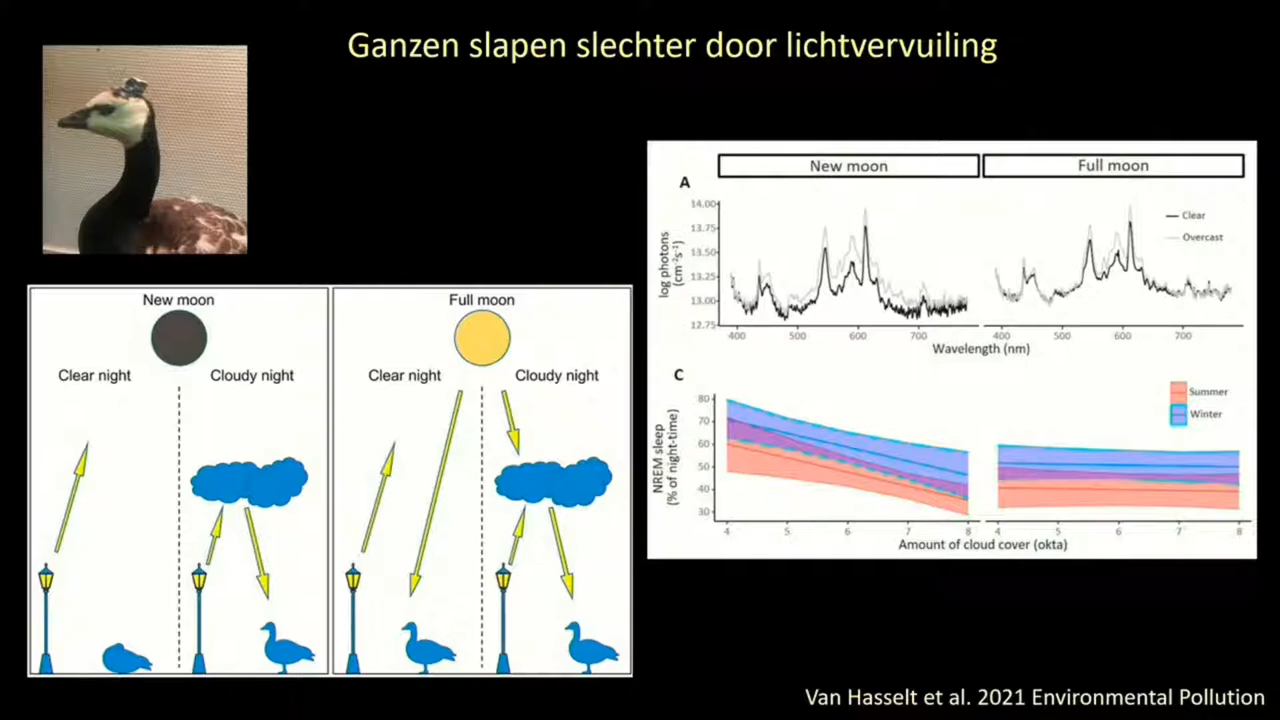 Ganzen slapen slechter door lichtvervuiling
New moon
Clear night
Cloudy night
Full moon
Clear night
Cloudy night
New moon
Full moon
A
14.00
13.75
13.50
13.25
13.00
12.75
log photons
(cm⁻²s⁻¹)
Clear
Overcast
400 500 600 700
400 500 600 700
Wavelength (nm)
C
Summer
Winter
80
70
60
50
40
30
NREM sleep
(% of night-time)
4 5 6 7 8
4 5 6 7 8
Amount of cloud cover (okta)
Van Hasselt et al. 2021 Environmental Pollution